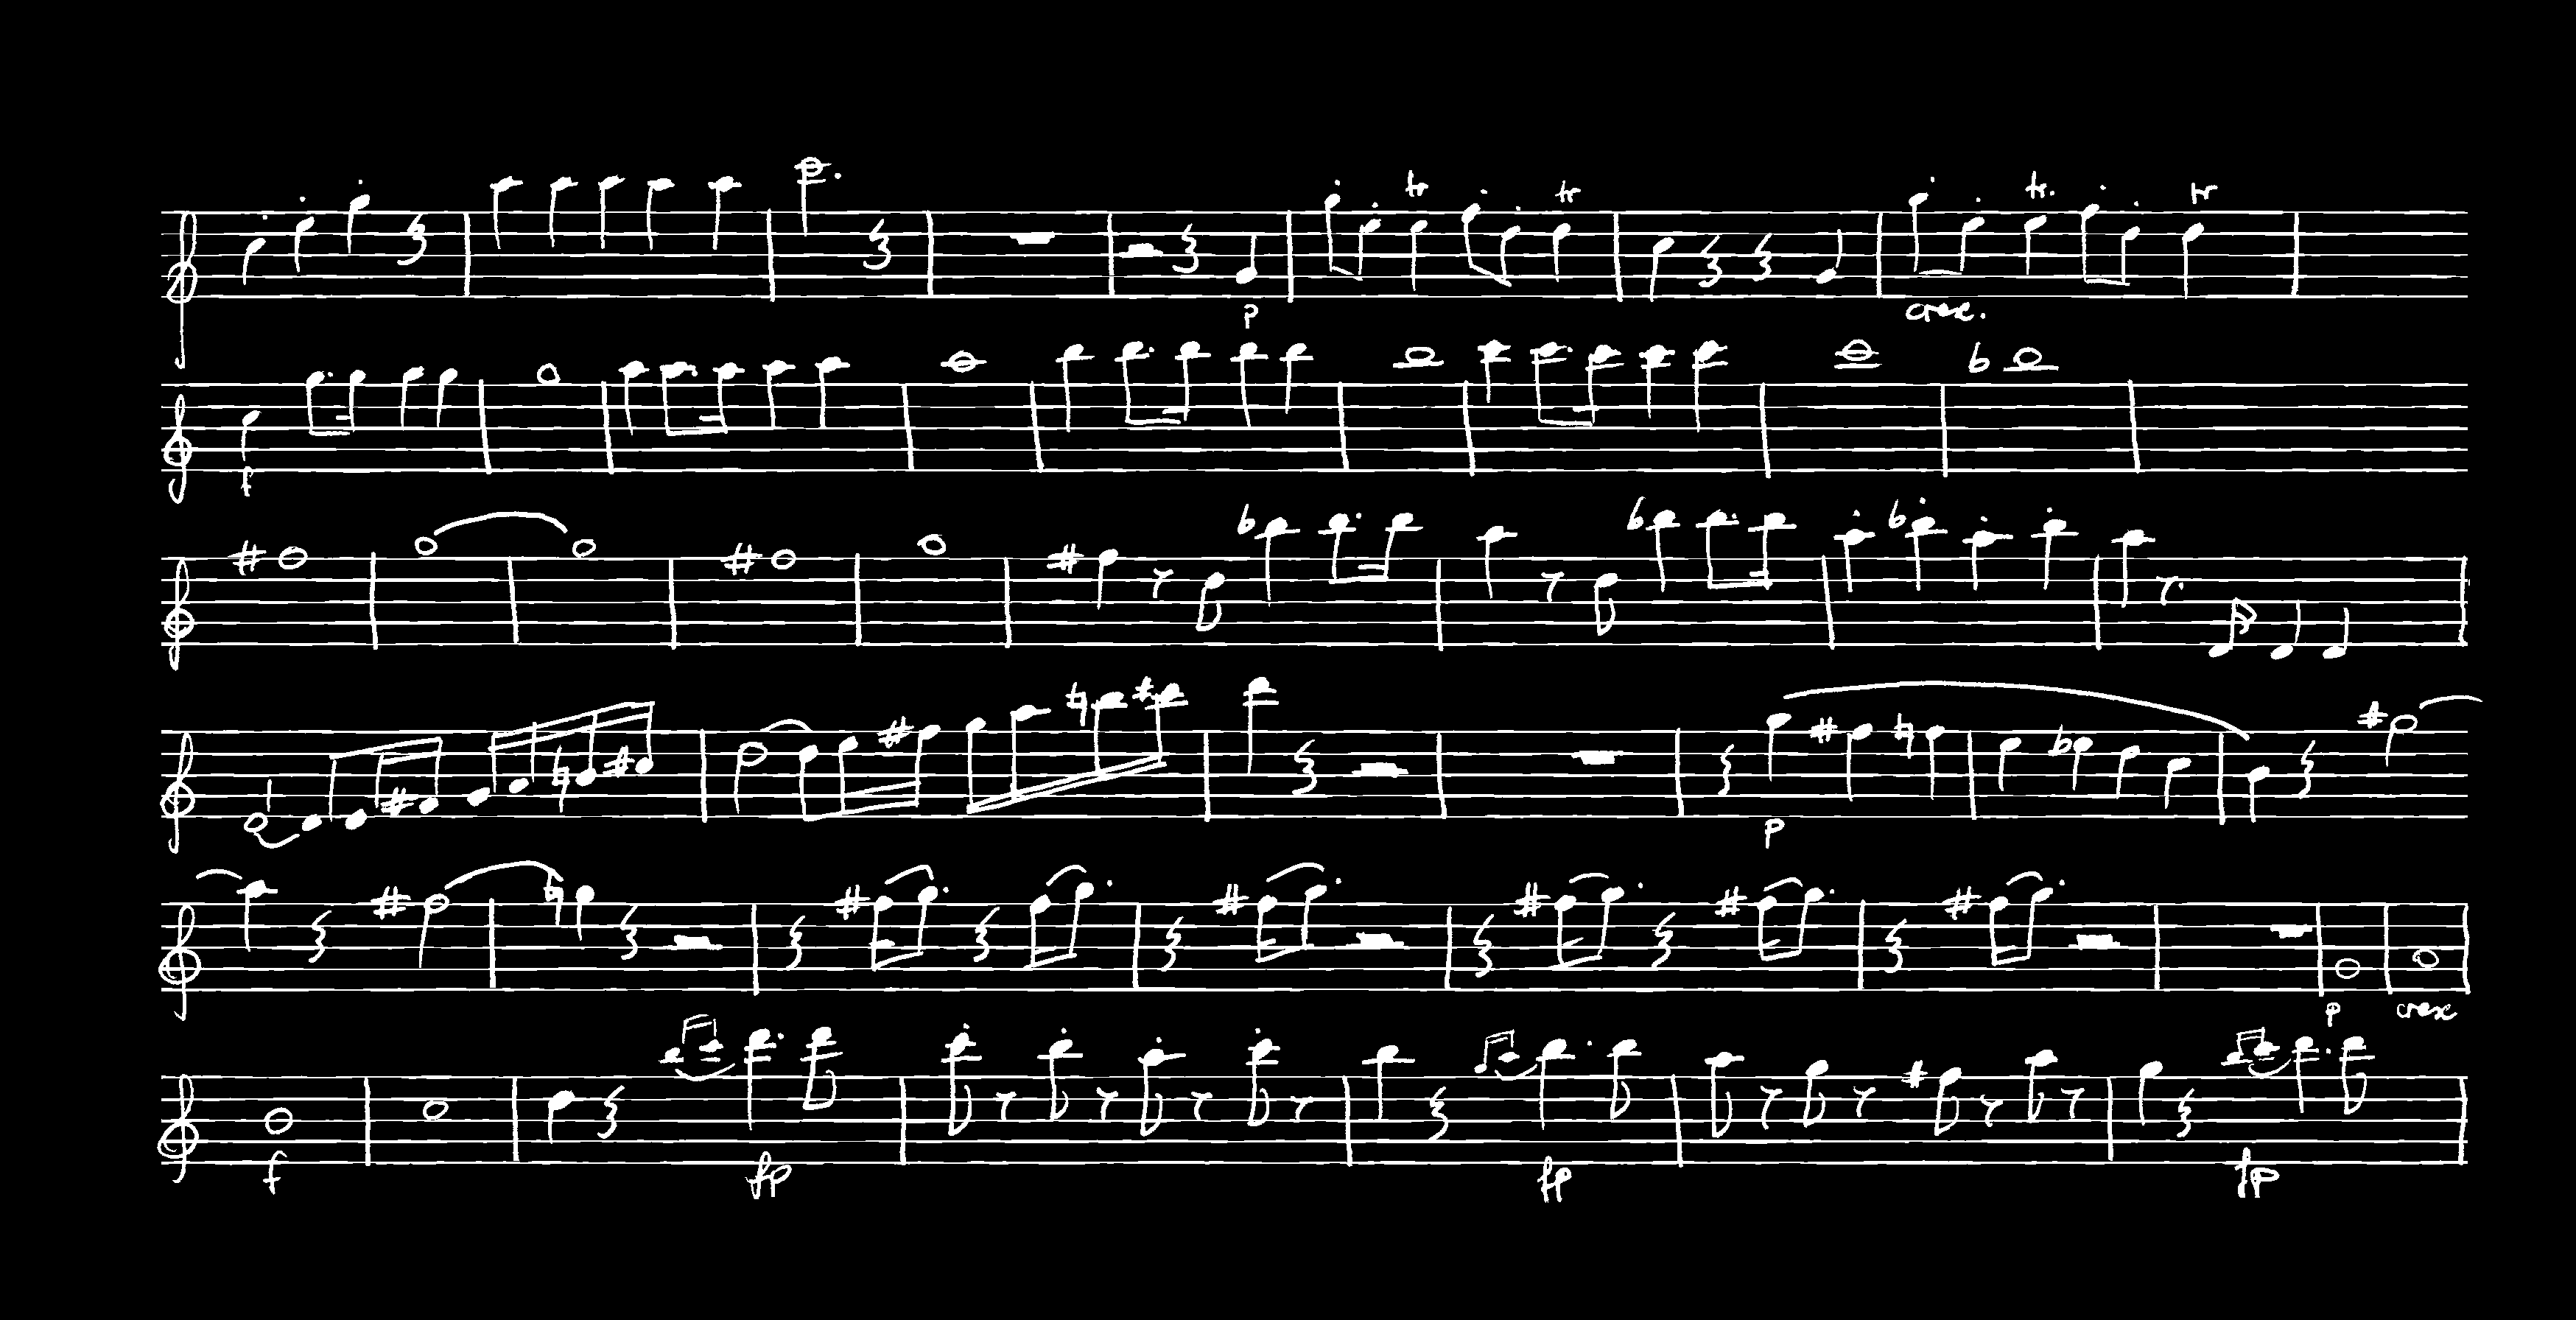 tr tr tr. tr
p cresc.
f
p
p cresc
f fp fp fp